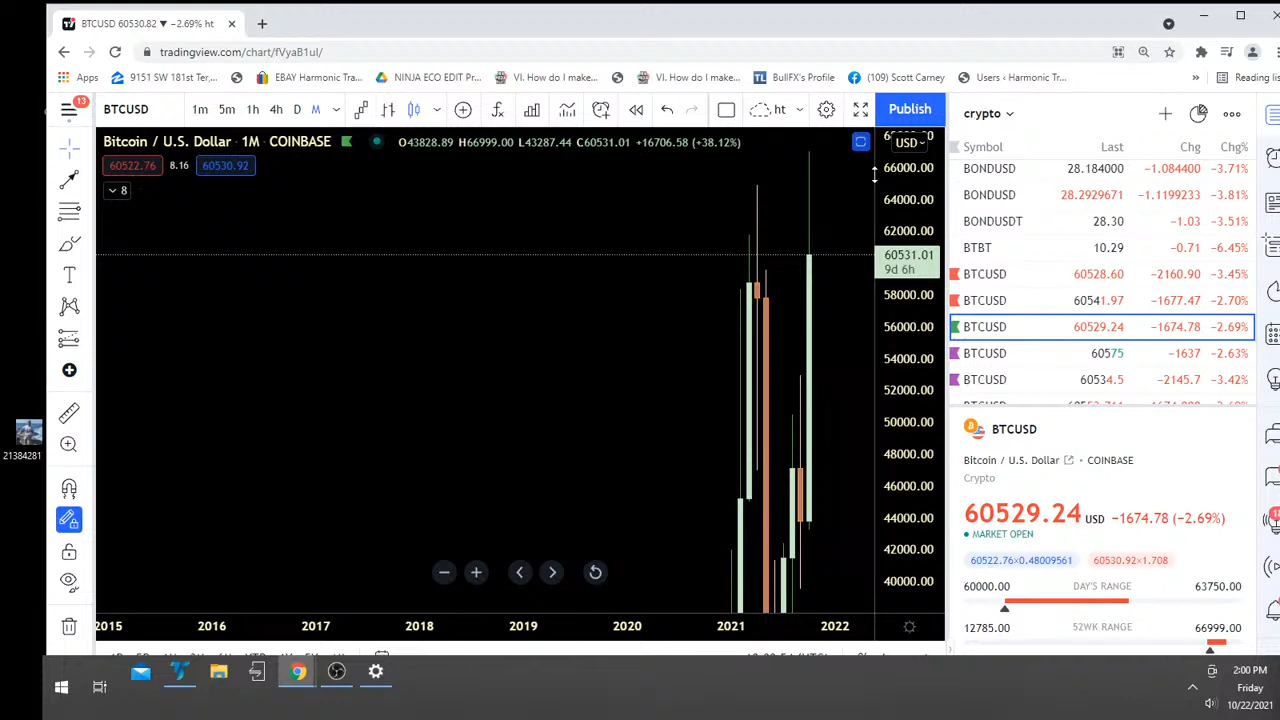 BTCUSD 60530.82 ▼ −2.69% ht
tradingview.com/chart/fVyaB1ul/
Apps 9151 SW 181st Ter,... EBAY Harmonic Tra... NINJA ECO EDIT Pr... VI. How do I make... VI. How do I make... TL BullFX's Profile (109) Scott Carney Users ‹ Harmonic Tr... » Reading li
13
BTCUSD 1m 5m 1h 4h D M ht Publish
crypto
Bitcoin / U.S. Dollar · 1M · COINBASE O43828.89 H66999.00 L43287.44 C60531.01 +16706.58 (+38.12%)
USD
60522.76 8.16 60530.92
8
66000.00
64000.00
62000.00
60531.01
9d 6h
58000.00
56000.00
54000.00
52000.00
50000.00
48000.00
46000.00
44000.00
42000.00
40000.00
2015 2016 2017 2018 2019 2020 2021 2022
Symbol Last Chg Chg%
BONDUSD 28.184000 −1.084400 −3.71%
BONDUSD 28.2929671 −1.1199233 −3.81%
BONDUSDT 28.30 −1.03 −3.51%
BTBT 10.29 −0.71 −6.45%
BTCUSD 60528.60 −2160.90 −3.45%
BTCUSD 60541.97 −1677.47 −2.70%
BTCUSD 60529.24 −1674.78 −2.69%
BTCUSD 60575 −1637 −2.63%
BTCUSD 60534.5 −2145.7 −3.42%
BTCUSD
Bitcoin / U.S. Dollar • COINBASE
Crypto
60529.24 USD −1674.78 (−2.69%)
MARKET OPEN
60522.76×0.48009561 60530.92×1.708
60000.00 DAY'S RANGE 63750.00
12785.00 52WK RANGE 66999.00
21384281
2:00 PM
Friday
10/22/2021